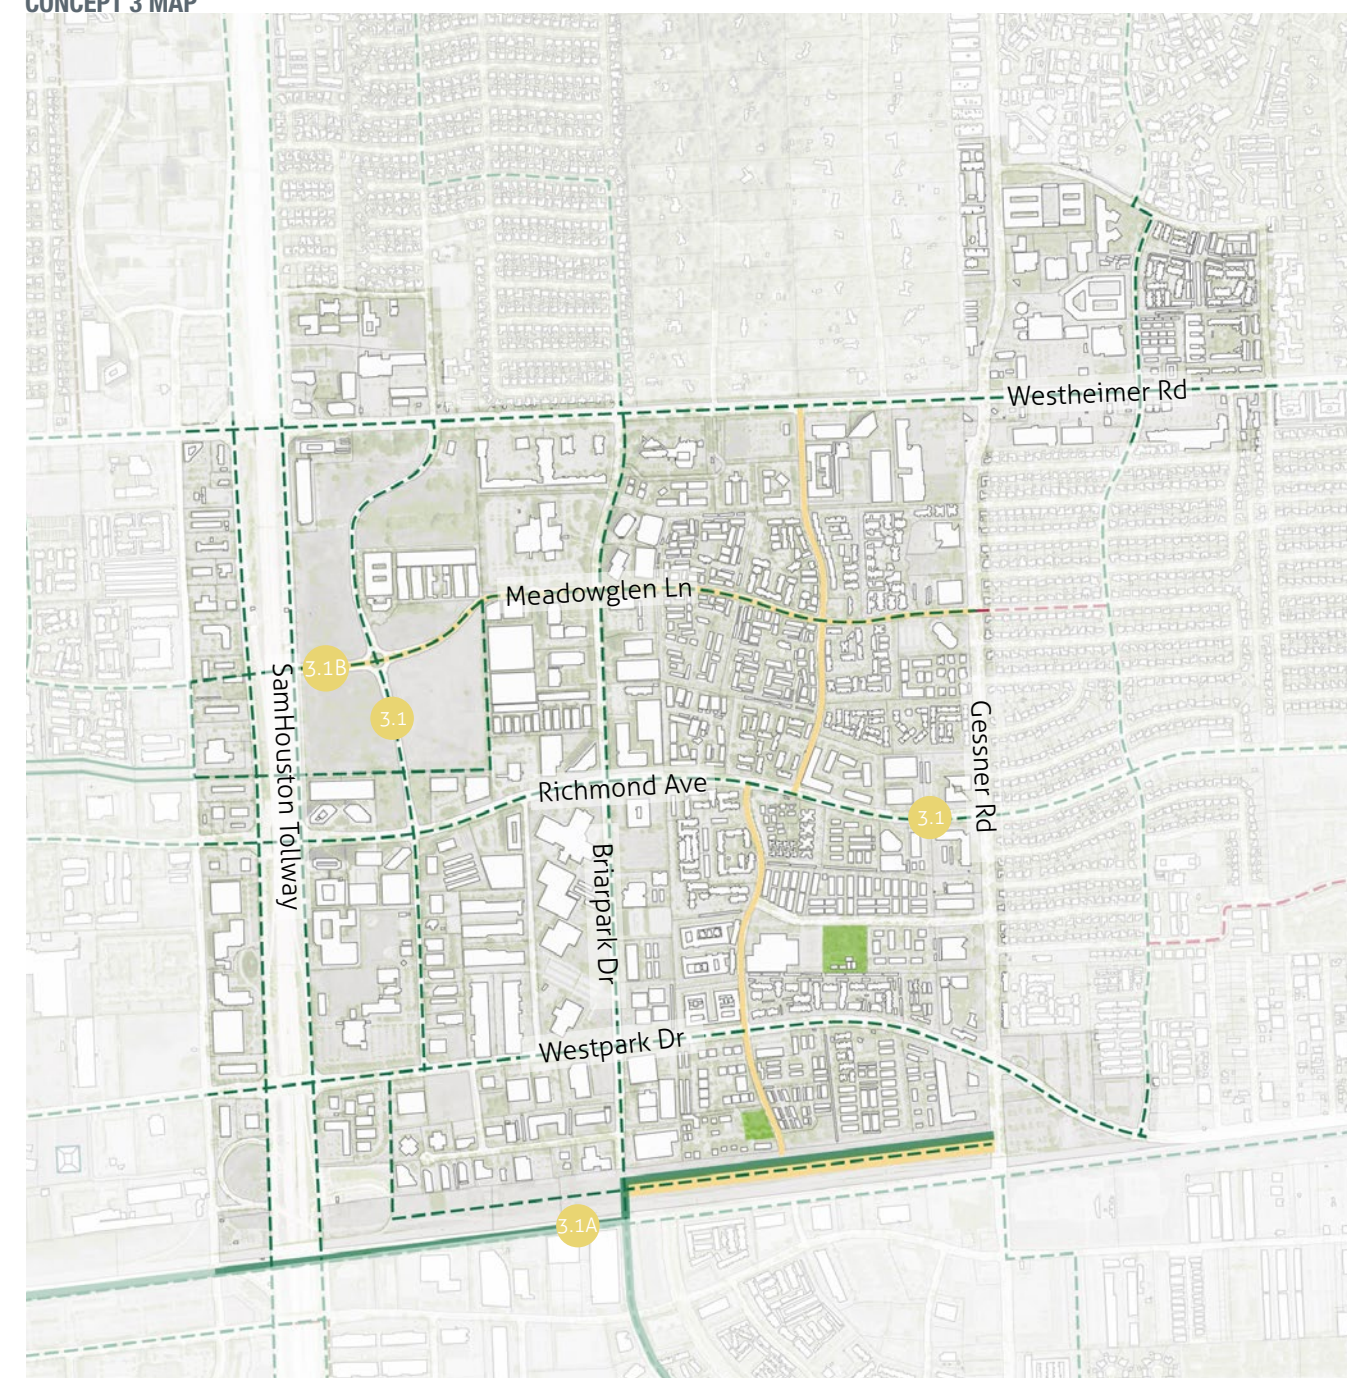 CONCEPT 3 MAP
Westheimer Rd
Meadowglen Ln
3.1B
SamHouston Tollway
3.1
Gessner Rd
Richmond Ave
3.1
Briarpark Dr
Westpark Dr
3.1A